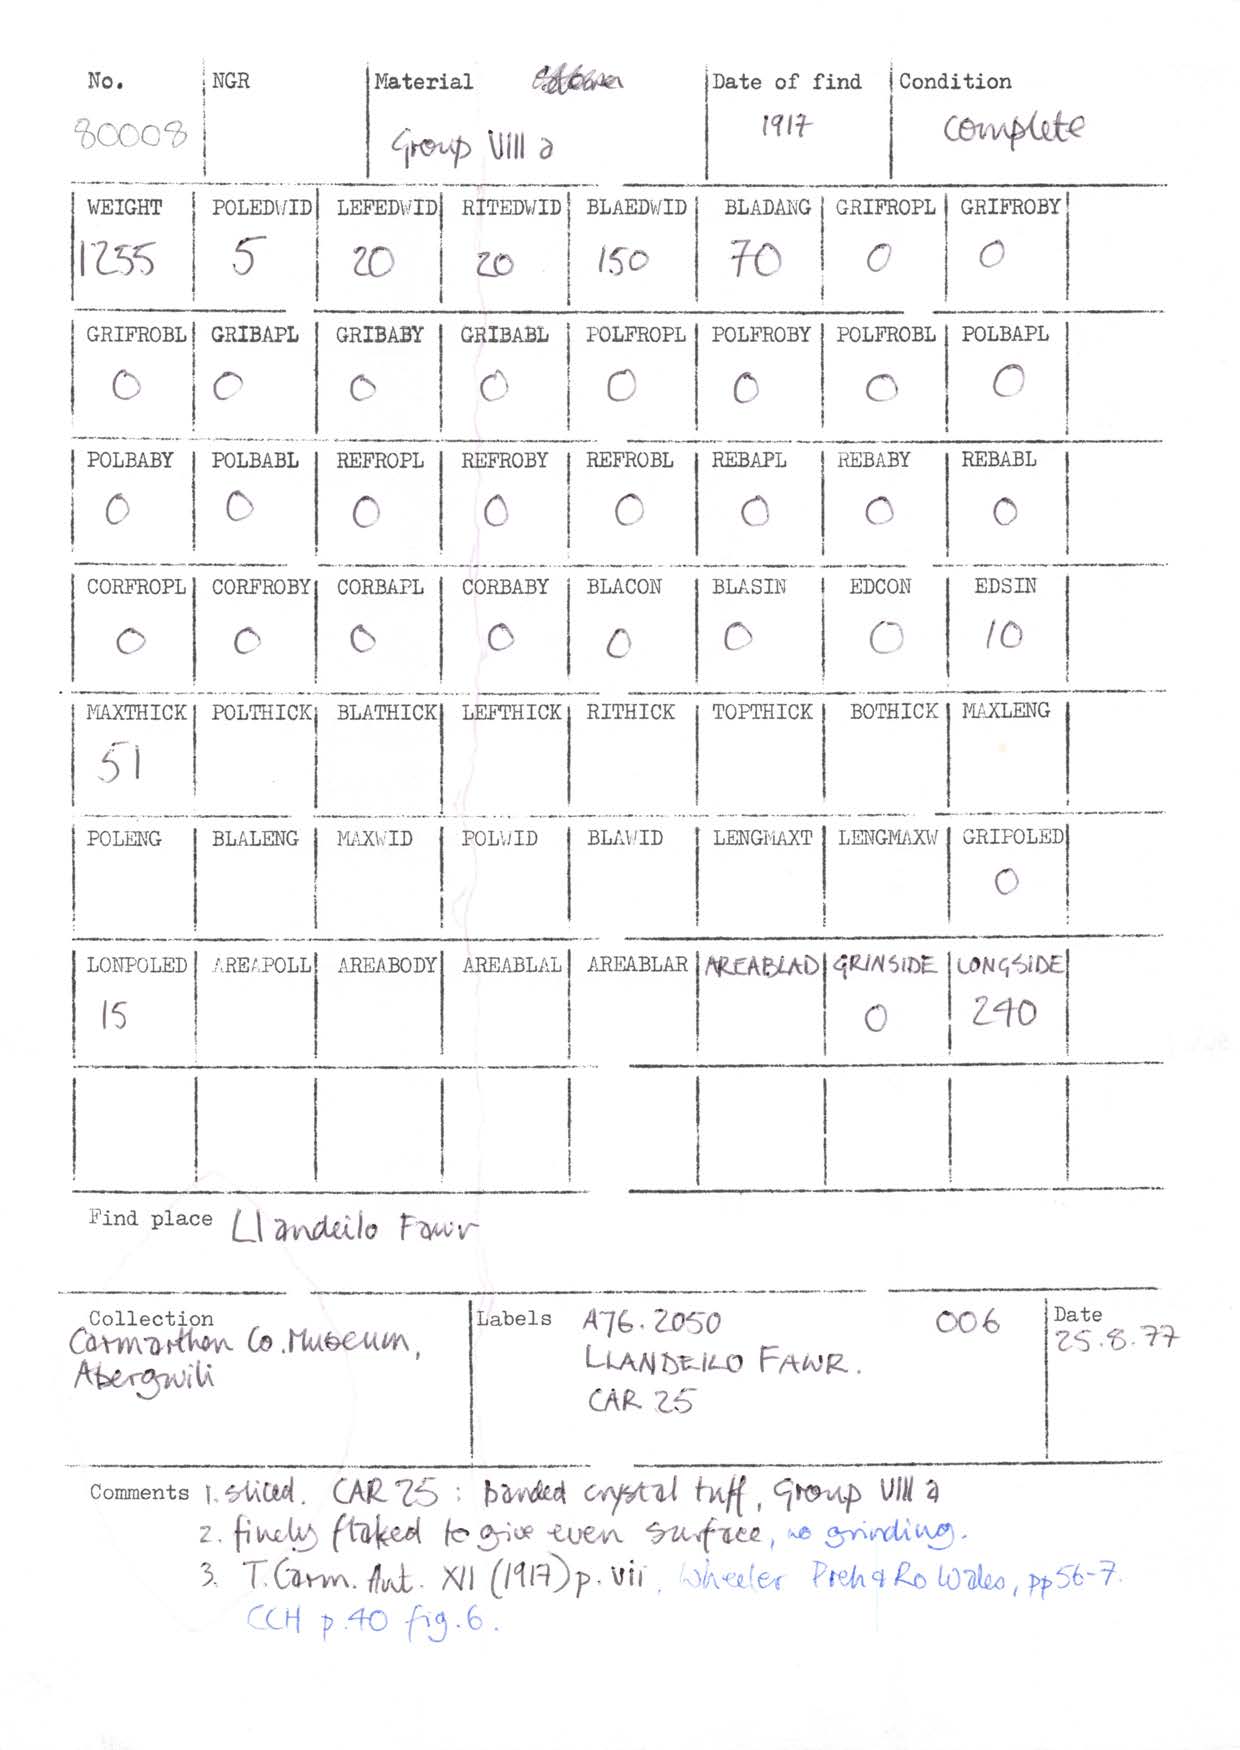 No. NGR Material Date of find Condition
80008 Group VIII a 1917 complete
WEIGHT POLEDWID LEFEDWID RITEDWID BLAEDWID BLADANG GRIFROPL GRIFROBY
1255 5 20 20 150 70 0 0
GRIFROBL GRIBAPL GRIBABY GRIBABL POLFROPL POLFROBY POLFROBL POLBAPL
0 0 0 0 0 0 0 0
POLBABY POLBABL REFROPL REFROBY REFROBL REBAPL REBABY REBABL
0 0 0 0 0 0 0 0
CORFROPL CORFROBY CORBAPL CORBABY BLACON BLASIN EDCON EDSIN
0 0 0 0 0 0 0 10
MAXTHICK POLTHICK BLATHICK LEFTHICK RITHICK TOPTHICK BOTHICK MAXLENG
51
POLENG BLALENG MAXWID POLWID BLAWID LENGMAXT LENGMAXW GRIPOLED
0
LONPOLED AREAPOLL AREABODY AREABLAL AREABLAR AREABLAD GRINSIDE LONGSIDE
15 0 240
Find place Llandeilo Fawr
Collection Labels A76.2050 006 Date
Carmarthen Co. Museum, LLANDEILO FAWR. 25.8.77
Abergwili CAR 25
Comments 1. sliced. CAR 25 : banded crystal tuff, Group VIII a
2. finely flaked to give even surface, no grinding.
3. T. Carm. Ant. XII (1917) p. vii, Wheeler Preh & Ro Wales, pp 56-7.
CCH p.40 fig.6.